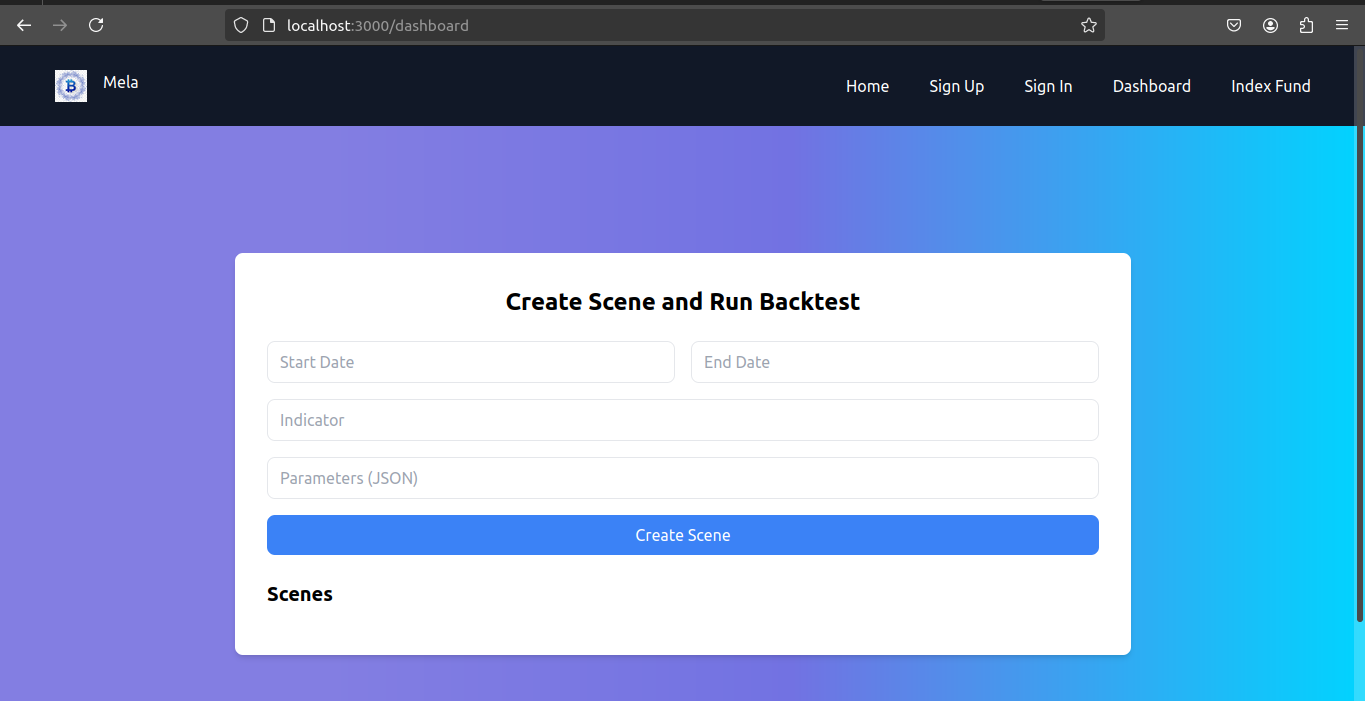 localhost:3000/dashboard
Mela
Home Sign Up Sign In Dashboard Index Fund
Create Scene and Run Backtest
Start Date End Date
Indicator
Parameters (JSON)
Create Scene
Scenes